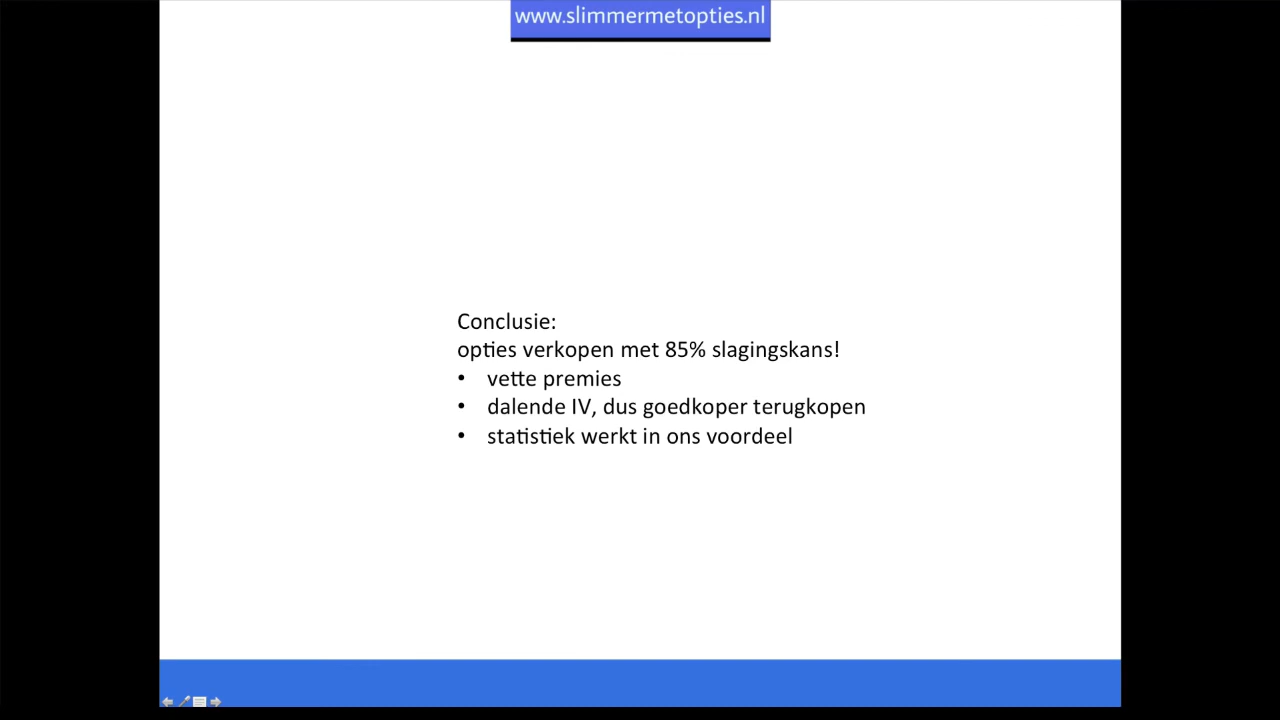 www.slimmermetopties.nl
Conclusie:
opties verkopen met 85% slagingskans!
• vette premies
• dalende IV, dus goedkoper terugkopen
• statistiek werkt in ons voordeel